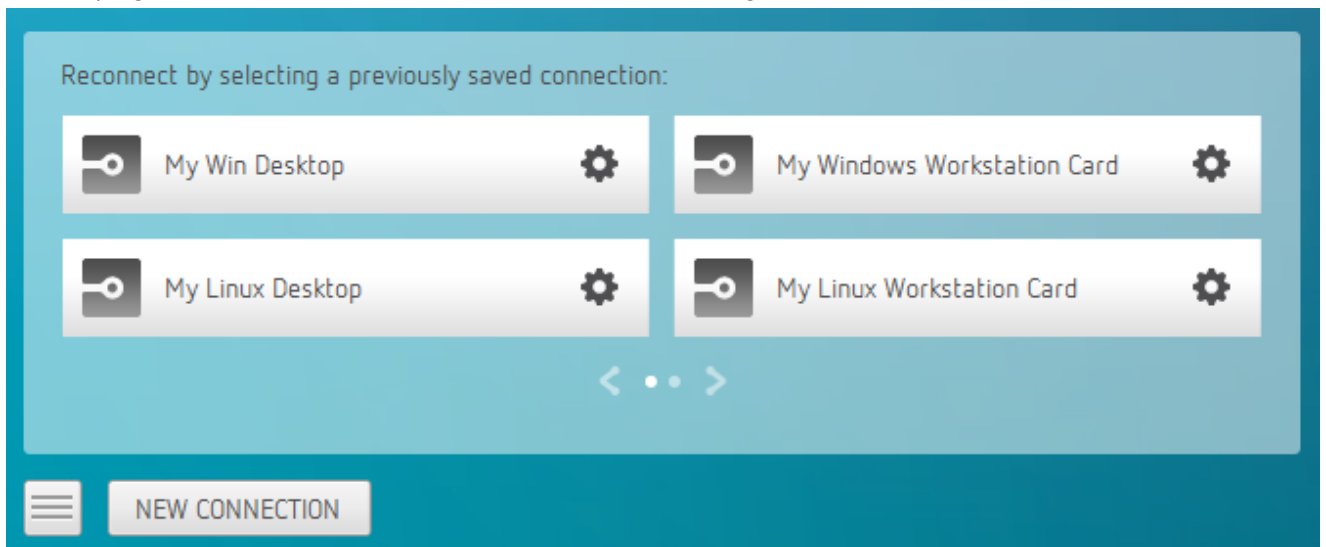 Reconnect by selecting a previously saved connection:
My Win Desktop
My Windows Workstation Card
My Linux Desktop
My Linux Workstation Card
NEW CONNECTION